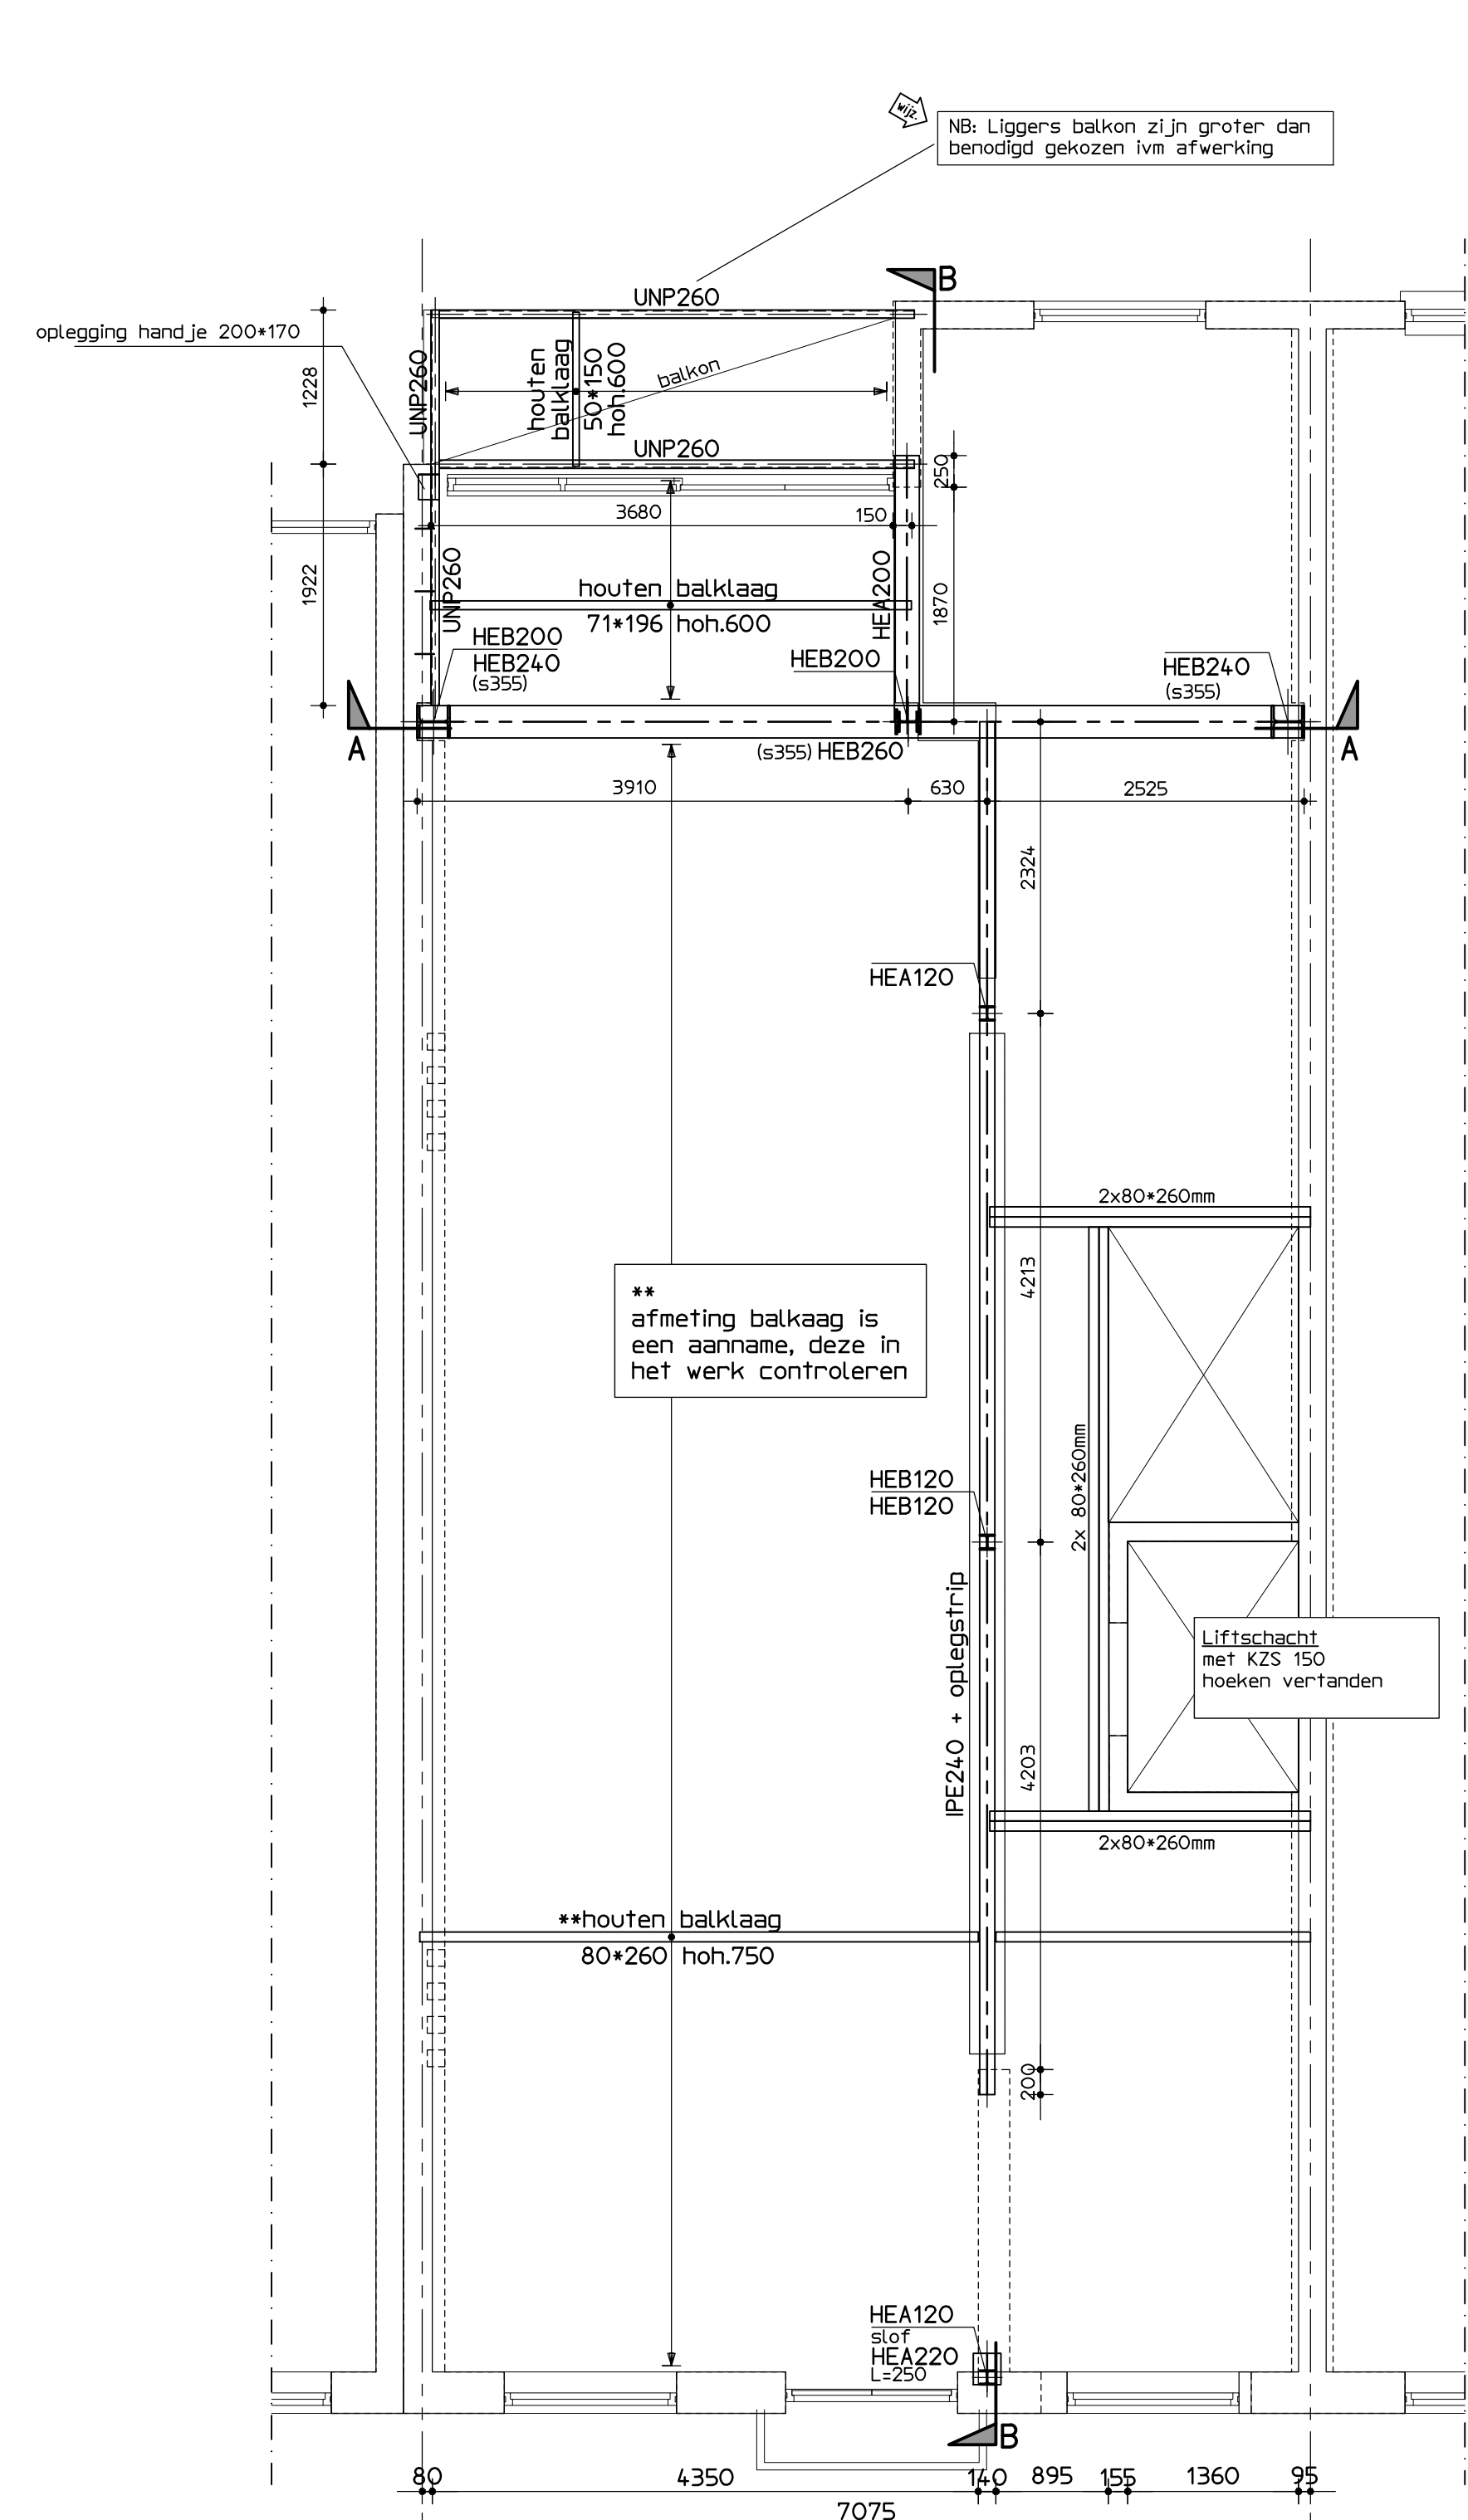 wijz.
NB: Liggers balkon zijn groter dan
benodigd gekozen ivm afwerking
B
UNP260
oplegging handje 200*170
1228
UNP260
houten
balklaag
50*150
hoh.600
balkon
UNP260
250
3680
150
1922
UNP260
houten balklaag
71*196 hoh.600
HEA200
1870
HEB200
HEB240
(s355)
HEB200
HEB240
(s355)
A
(s355) HEB260
A
3910
630
2525
2324
HEA120
2x80*260mm
4213
**
afmeting balkaag is
een aanname, deze in
het werk controleren
2x 80*260mm
HEB120
HEB120
IPE240 + oplegstrip
Liftschacht
met KZS 150
hoeken vertanden
4203
2x80*260mm
**houten balklaag
80*260 hoh.750
200
HEA120
slof
HEA220
L=250
B
80
4350
140
895
155
1360
95
7075